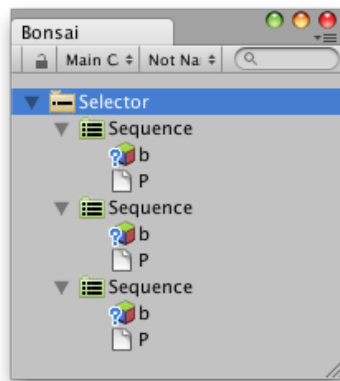 Bonsai
Main C Not Na
Selector
Sequence
b
P
Sequence
b
P
Sequence
b
P